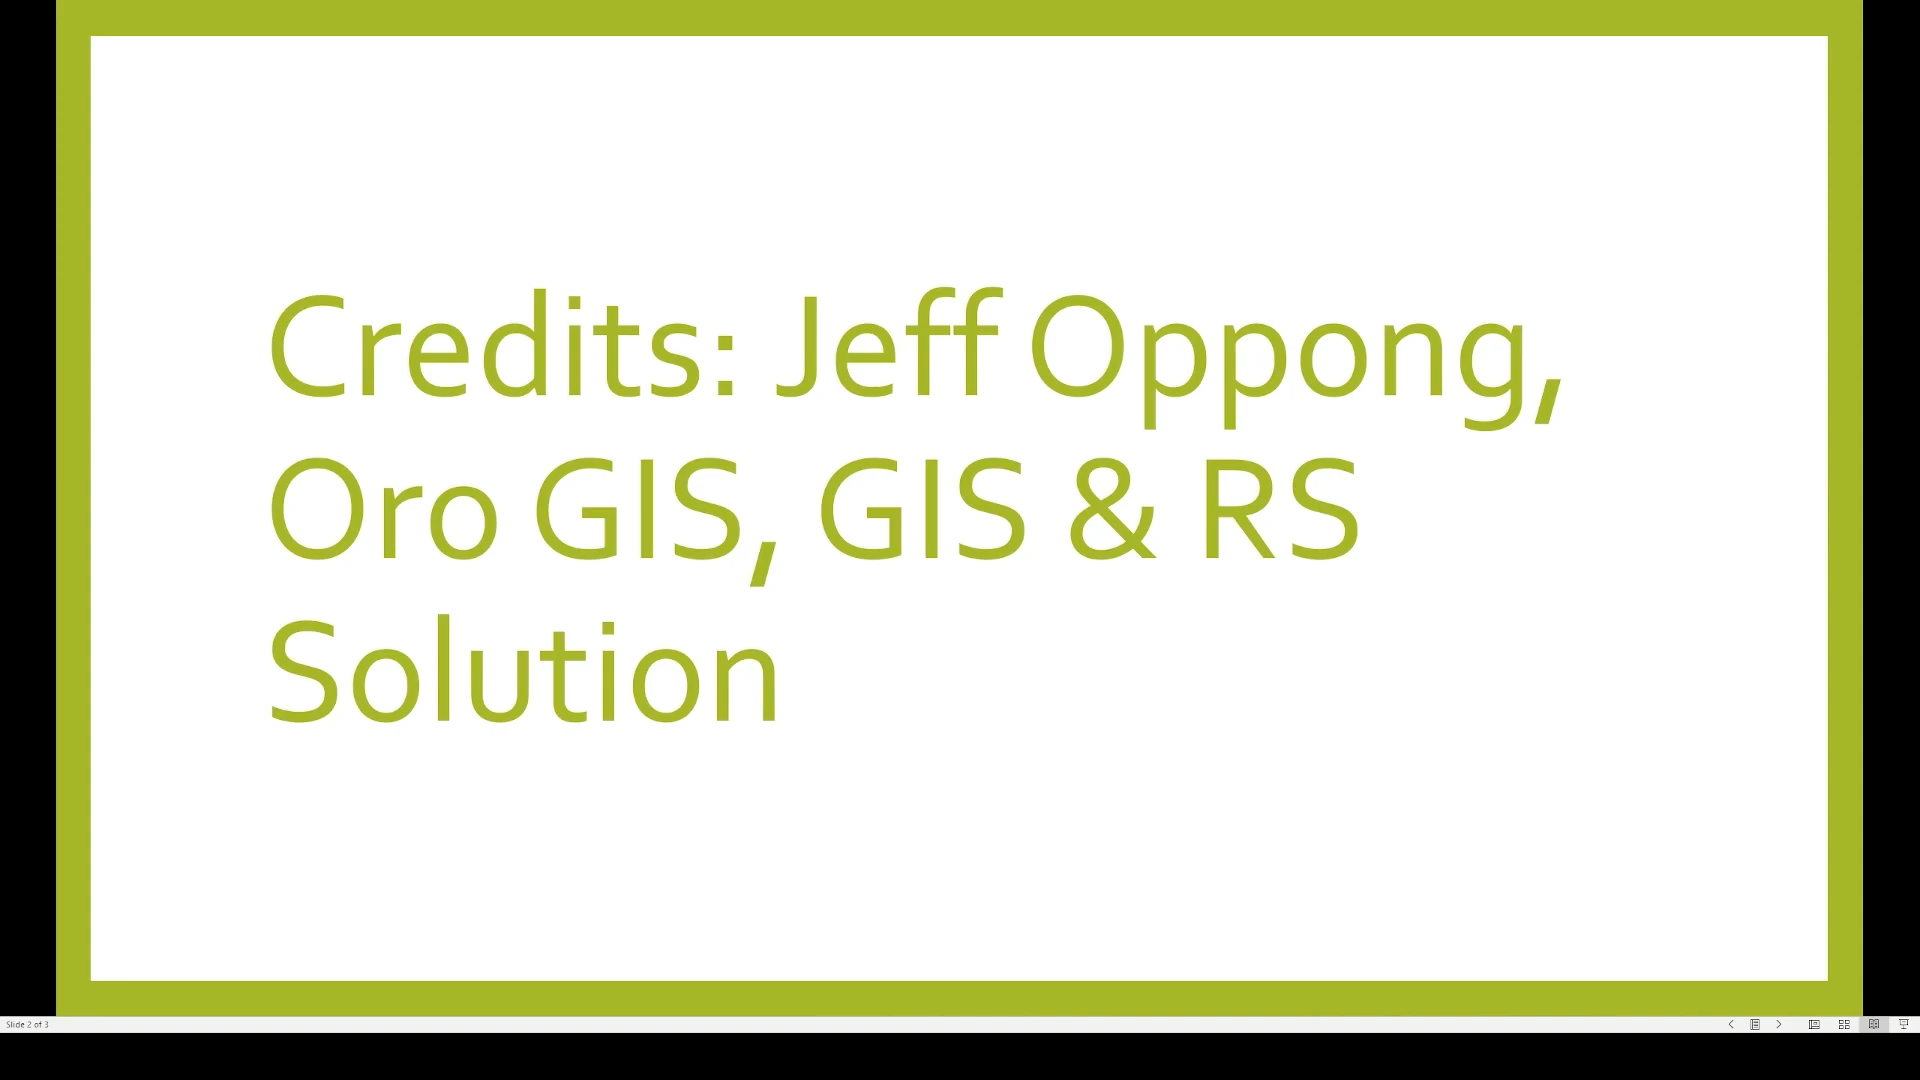 Credits: Jeff Oppong,
Oro GIS, GIS & RS
Solution
Slide 2 of 3